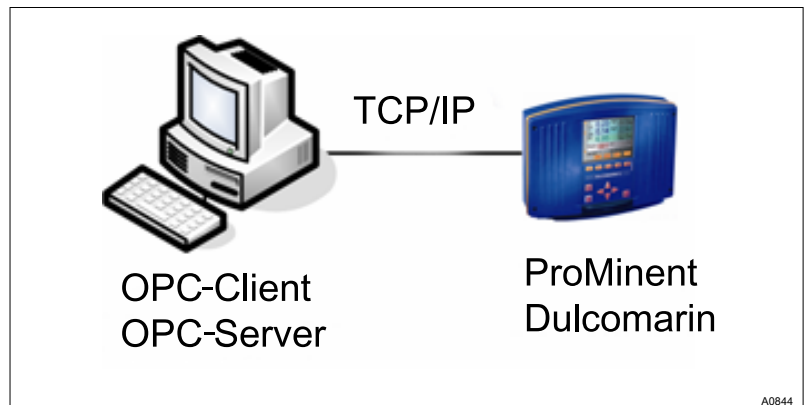 TCP/IP
OPC-Client
OPC-Server
ProMinent
Dulcomarin
A0844